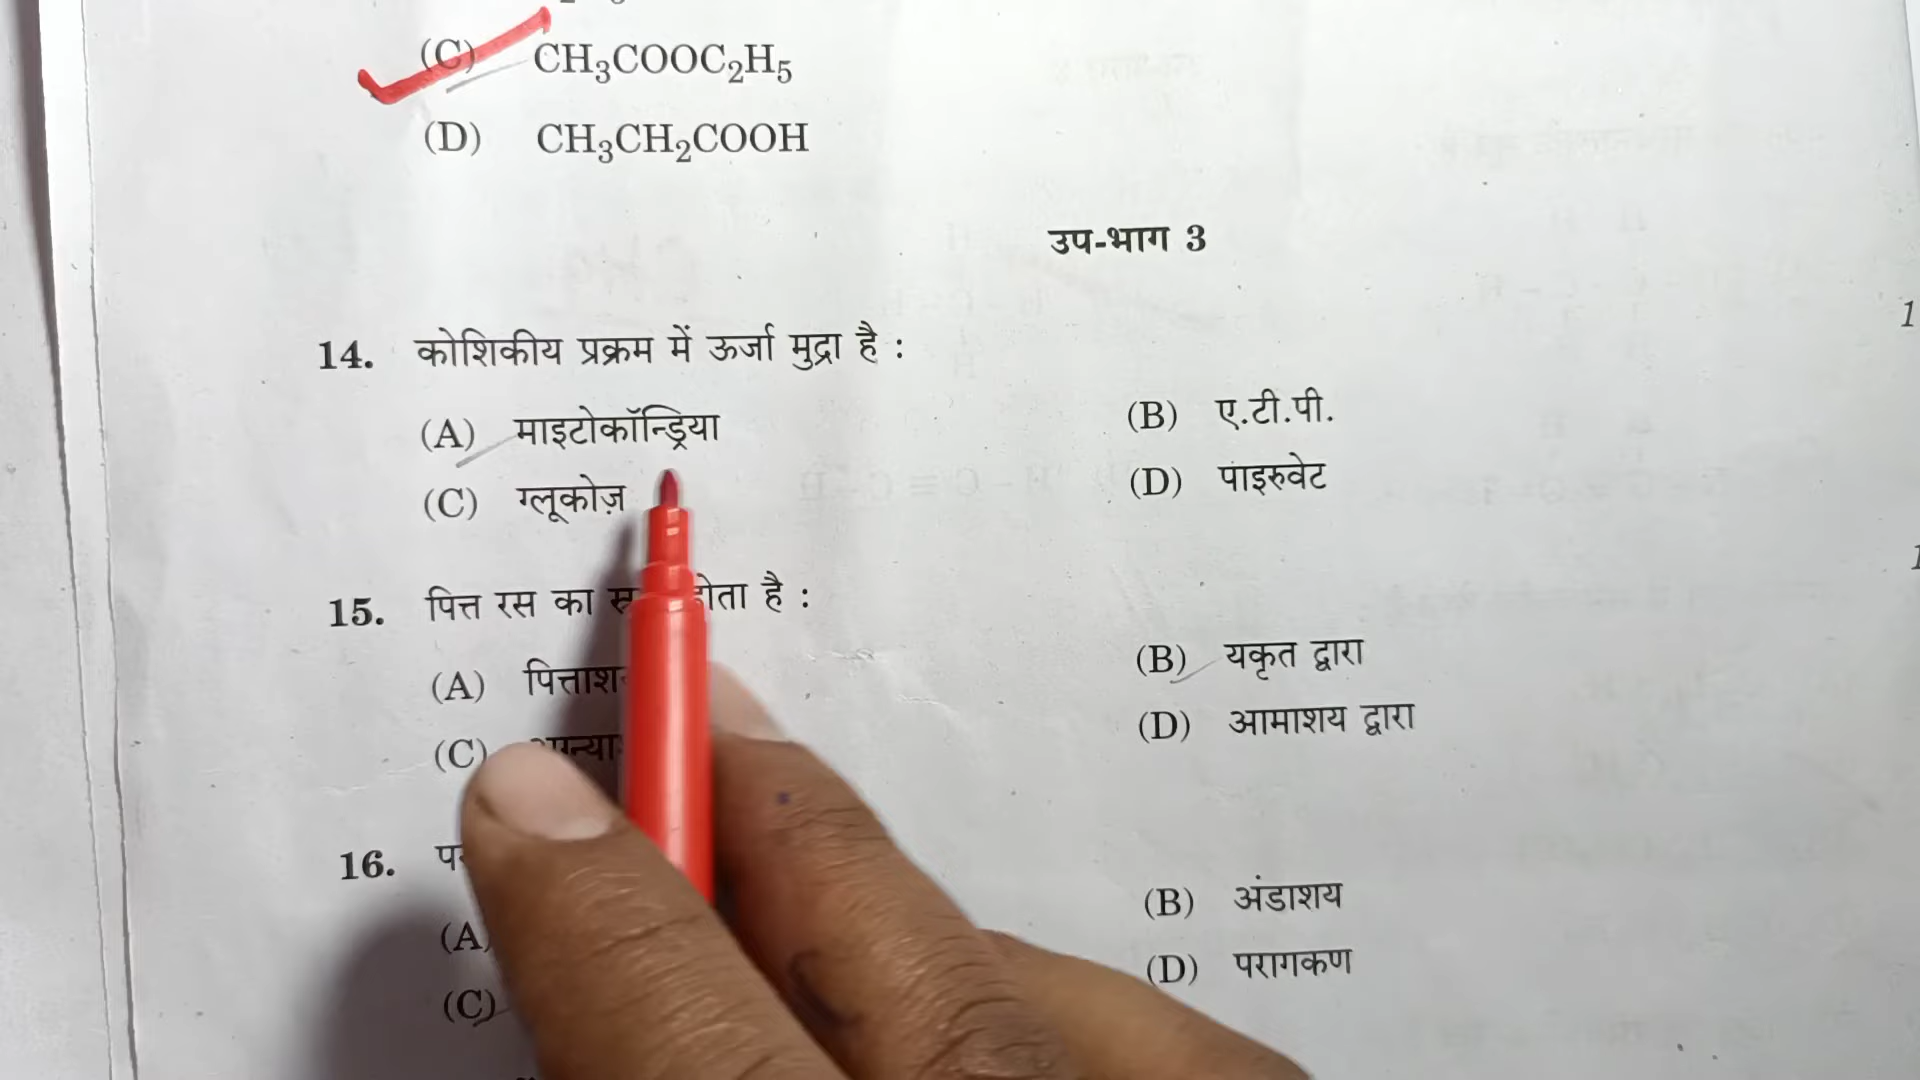 (C) CH₃COOC₂H₅
(D) CH₃CH₂COOH
उप-भाग 3
14. कोशिकीय प्रक्रम में ऊर्जा मुद्रा है :
(A) माइटोकॉन्ड्रिया (B) ए.टी.पी.
(C) ग्लूकोज़ (D) पाइरुवेट
15. पित्त रस का होता है :
(A) (B) यकृत द्वारा
(C) (D) आमाशय द्वारा
16.
(A) (B) अंडाशय
(C) (D) परागकण